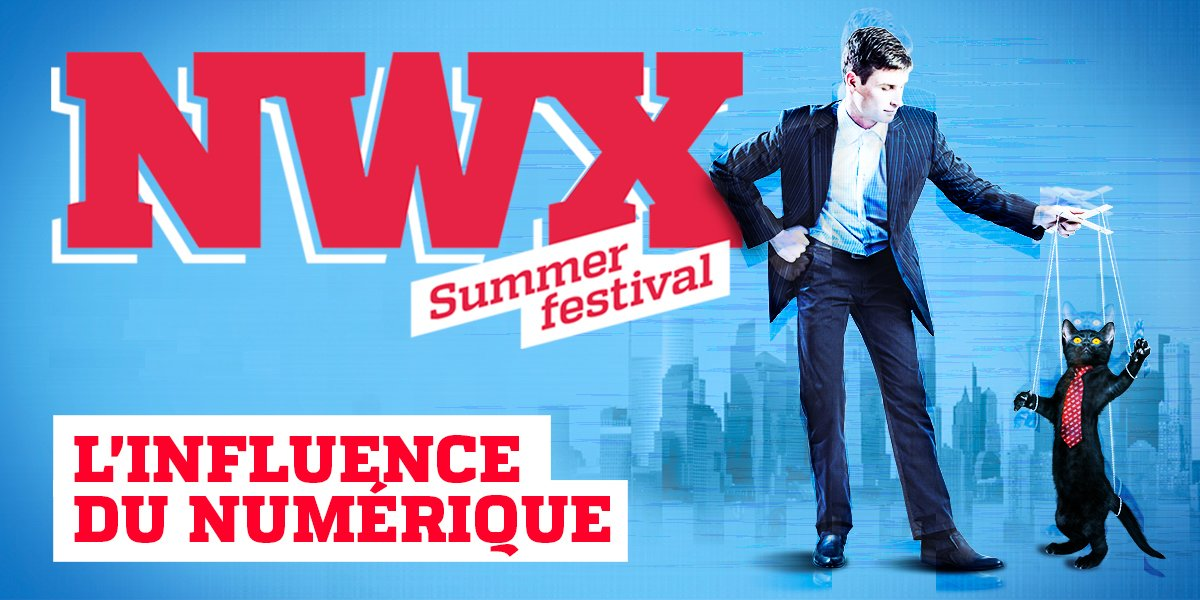 NWX
Summer
festival
L'INFLUENCE
DU NUMÉRIQUE